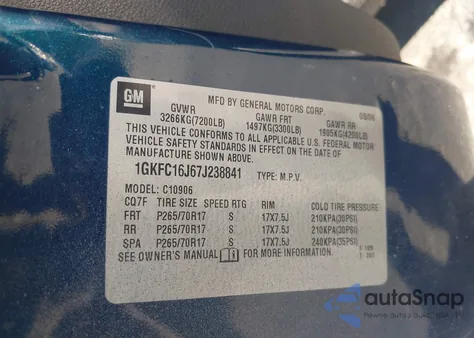 GM
MFD BY GENERAL MOTORS CORP. 09/06
GVWR GAWR FRT GAWR RR
3266KG(7200LB) 1497KG(3300LB) 1905KG(4200LB)
THIS VEHICLE CONFORMS TO ALL APPLICABLE U.S. FEDERAL MOTOR
VEHICLE SAFETY STANDARDS IN EFFECT ON THE DATE OF
MANUFACTURE SHOWN ABOVE.
1GKFC16J67J238841 TYPE: M.P.V.
MODEL: C10906
CQ7F TIRE SIZE SPEED RTG RIM COLD TIRE PRESSURE
FRT P265/70R17 S 17X7.5J 210KPA(30PSI)
RR P265/70R17 S 17X7.5J 210KPA(30PSI)
SPA P265/70R17 S 17X7.5J 240KPA(35PSI)
SEE OWNER'S MANUAL FOR MORE INFORMATION.
autoSnap